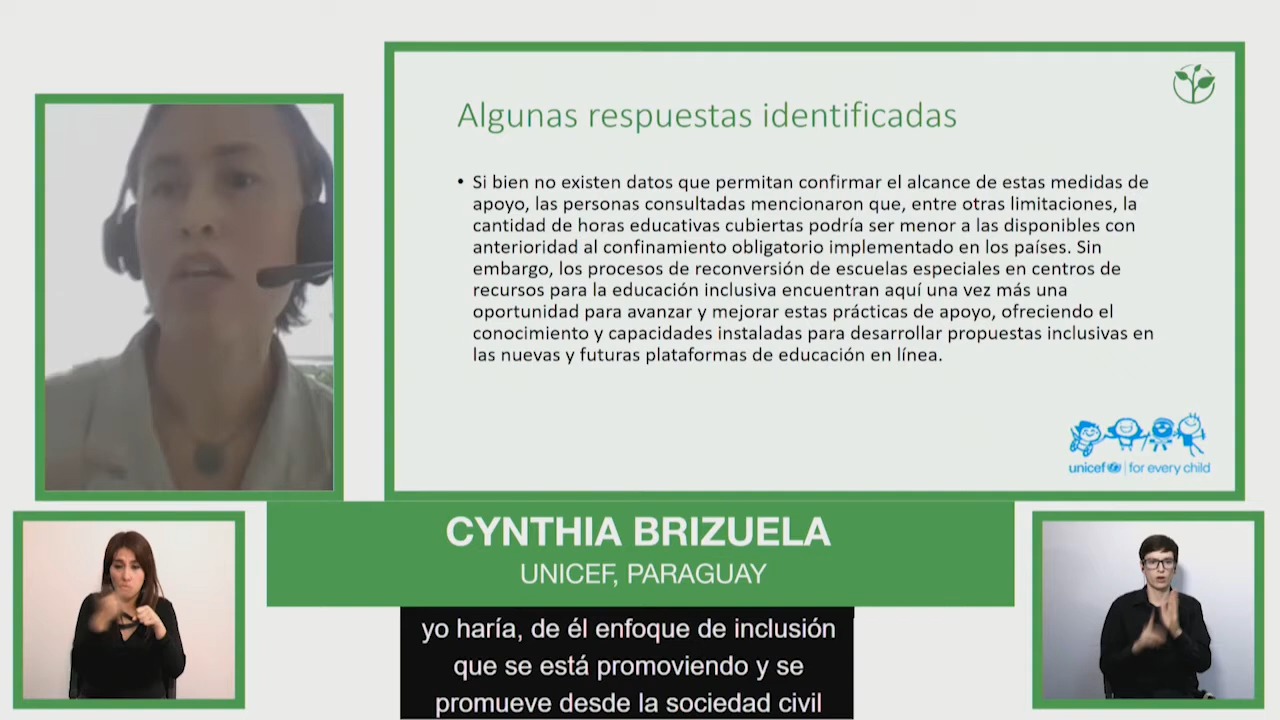 Algunas respuestas identificadas
• Si bien no existen datos que permitan confirmar el alcance de estas medidas de
apoyo, las personas consultadas mencionaron que, entre otras limitaciones, la
cantidad de horas educativas cubiertas podría ser menor a las disponibles con
anterioridad al confinamiento obligatorio implementado en los países. Sin
embargo, los procesos de reconversión de escuelas especiales en centros de
recursos para la educación inclusiva encuentran aquí una vez más una
oportunidad para avanzar y mejorar estas prácticas de apoyo, ofreciendo el
conocimiento y capacidades instaladas para desarrollar propuestas inclusivas en
las nuevas y futuras plataformas de educación en línea.
unicef | for every child
CYNTHIA BRIZUELA
UNICEF, PARAGUAY
yo haría, de él enfoque de inclusión
que se está promoviendo y se
promueve desde la sociedad civil